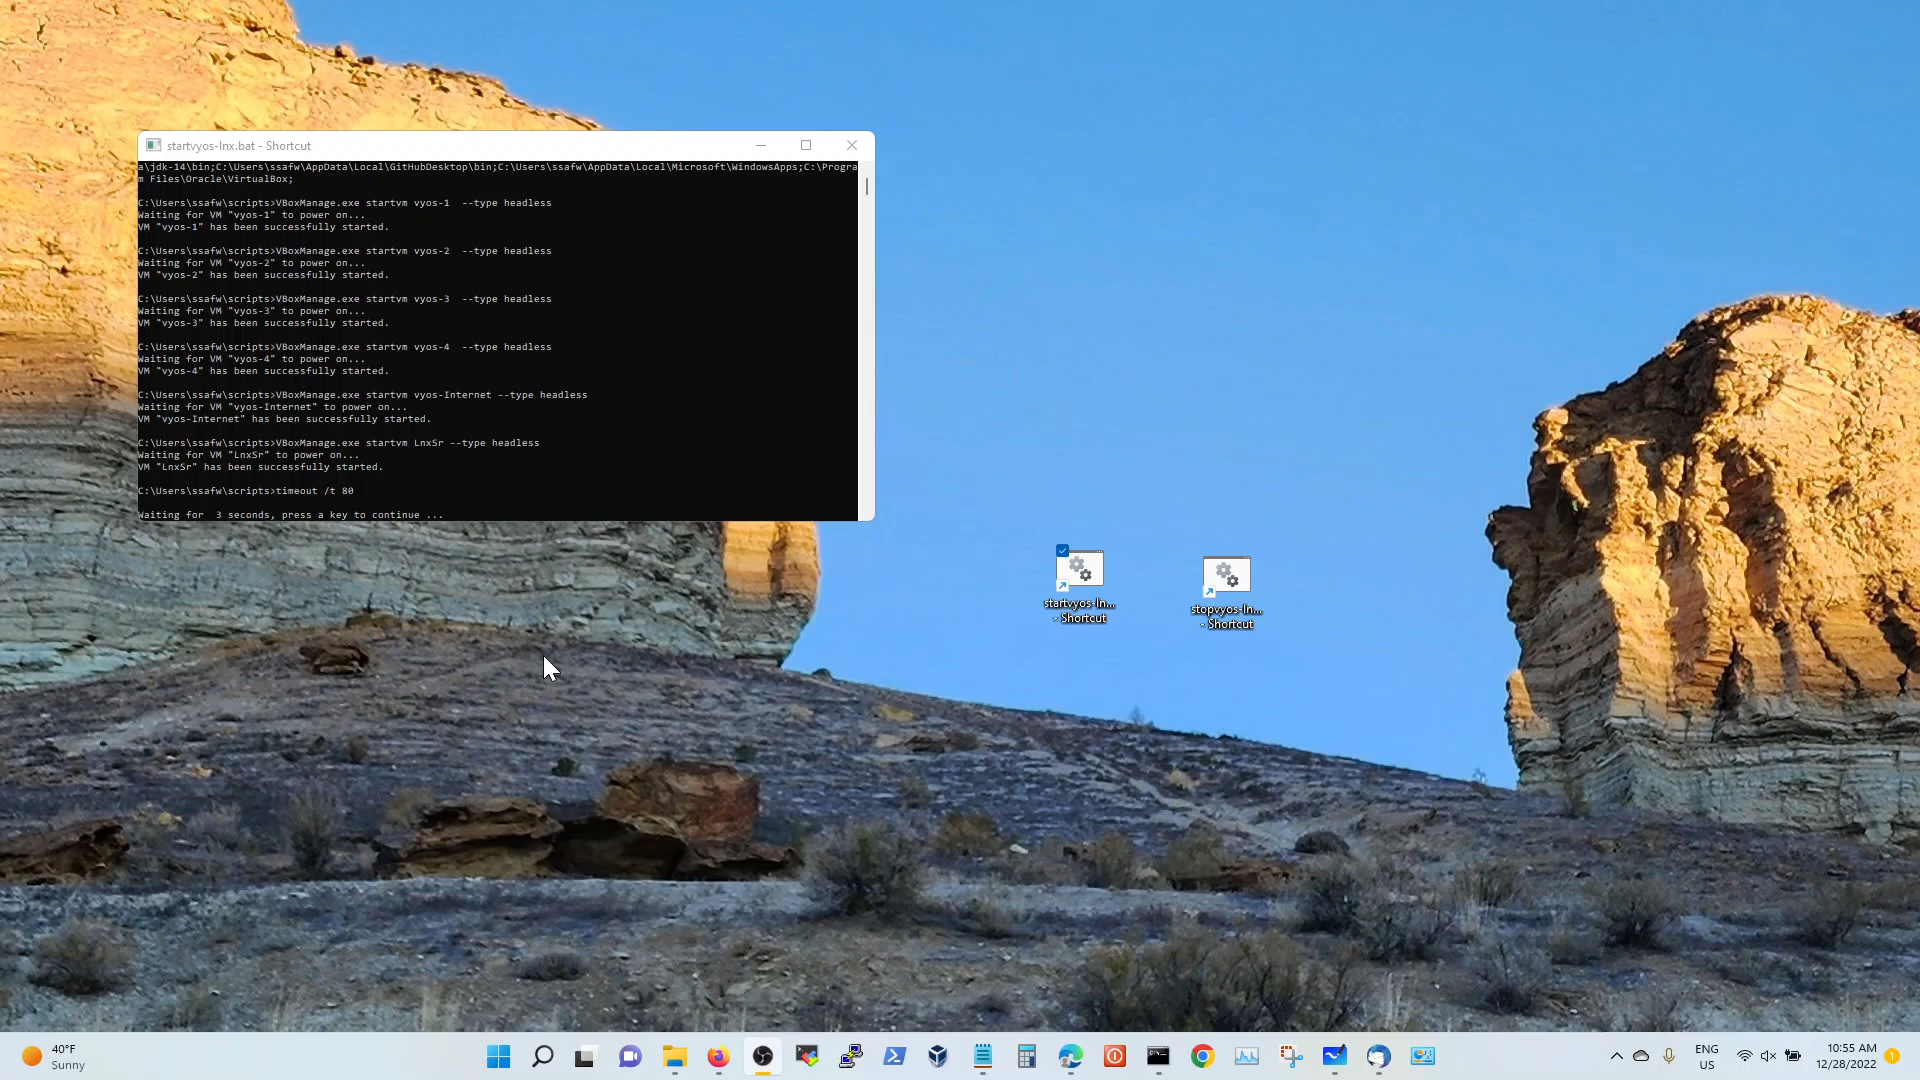 startvyos-lnx.bat - Shortcut
a\jdk-14\bin;C:\Users\ssafw\AppData\Local\GitHubDesktop\bin;C:\Users\ssafw\AppData\Local\Microsoft\WindowsApps;C:\Progra
m Files\Oracle\VirtualBox;
C:\Users\ssafw\scripts>VBoxManage.exe startvm vyos-1  --type headless
Waiting for VM "vyos-1" to power on...
VM "vyos-1" has been successfully started.
C:\Users\ssafw\scripts>VBoxManage.exe startvm vyos-2  --type headless
Waiting for VM "vyos-2" to power on...
VM "vyos-2" has been successfully started.
C:\Users\ssafw\scripts>VBoxManage.exe startvm vyos-3  --type headless
Waiting for VM "vyos-3" to power on...
VM "vyos-3" has been successfully started.
C:\Users\ssafw\scripts>VBoxManage.exe startvm vyos-4  --type headless
Waiting for VM "vyos-4" to power on...
VM "vyos-4" has been successfully started.
C:\Users\ssafw\scripts>VBoxManage.exe startvm vyos-Internet --type headless
Waiting for VM "vyos-Internet" to power on...
VM "vyos-Internet" has been successfully started.
C:\Users\ssafw\scripts>VBoxManage.exe startvm LnxSr --type headless
Waiting for VM "LnxSr" to power on...
VM "LnxSr" has been successfully started.
C:\Users\ssafw\scripts>timeout /t 80
Waiting for  3 seconds, press a key to continue ...
startvyos-ln...
- Shortcut
stopvyos-ln...
- Shortcut
40°F
Sunny
ENG
US
10:55 AM
12/28/2022
1